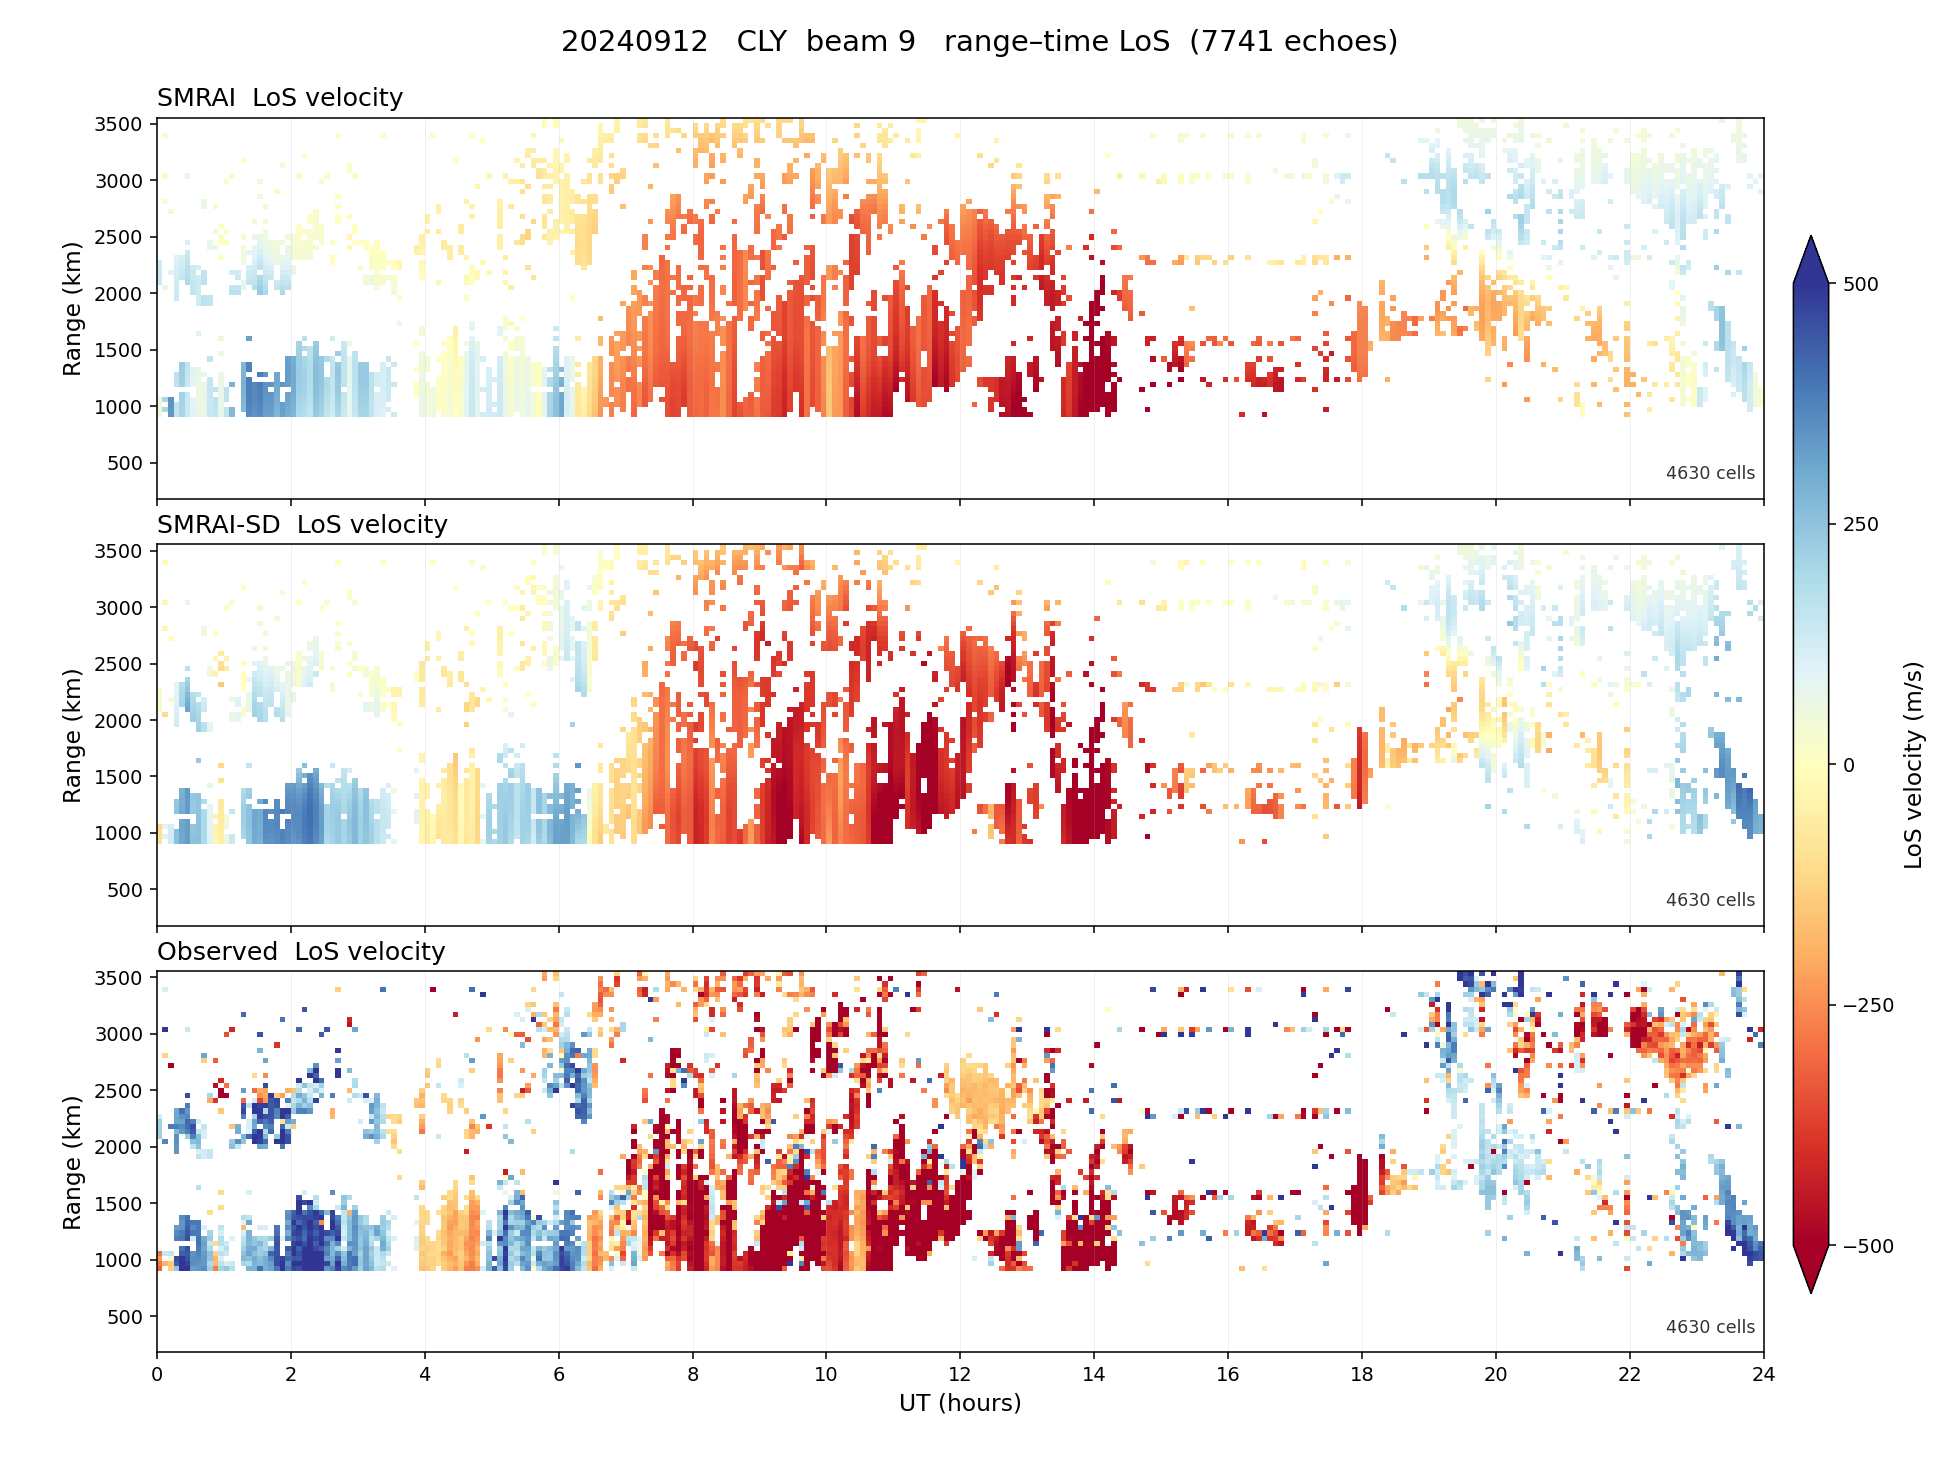 20240912   CLY  beam 9   range–time LoS  (7741 echoes)
SMRAI  LoS velocity
3500
3000
2500
2000
1500
1000
500
Range (km)
4630 cells
SMRAI-SD  LoS velocity
3500
3000
2500
2000
1500
1000
500
Range (km)
4630 cells
Observed  LoS velocity
3500
3000
2500
2000
1500
1000
500
Range (km)
4630 cells
0 2 4 6 8 10 12 14 16 18 20 22 24
UT (hours)
500
250
0
−250
−500
LoS velocity (m/s)